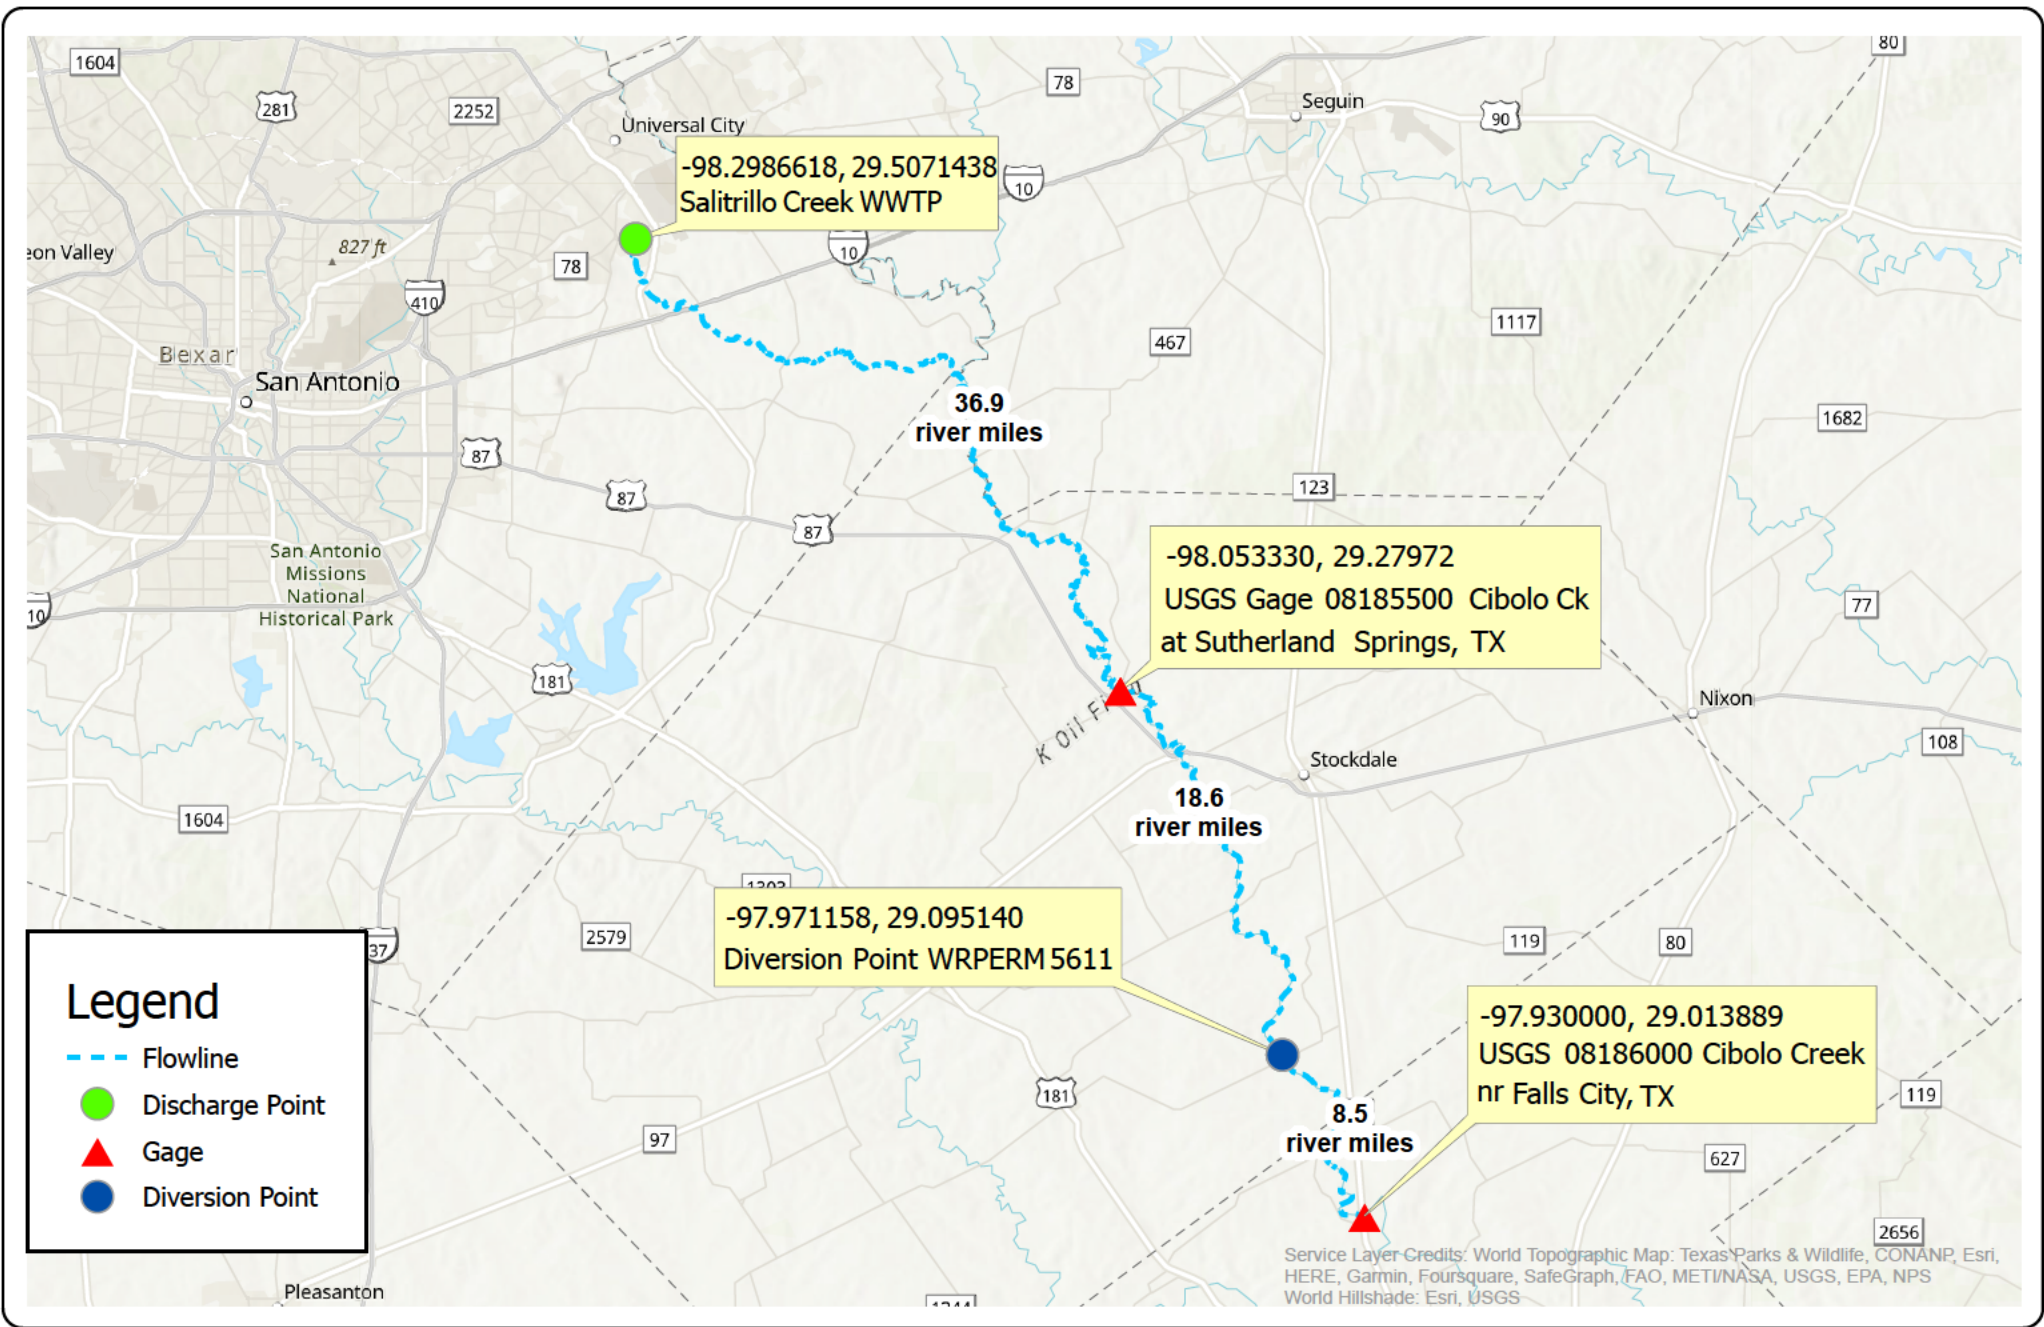 1604
281
2252
78
80
Seguin
90
Universal City
-98.2986618, 29.5071438
Salitrillo Creek WWTP
10
eon Valley
827 ft
78
10
410
1117
467
Bexar
San Antonio
36.9
river miles
1682
87
87
87
123
San Antonio
Missions
National
Historical Park
-98.053330, 29.27972
USGS Gage 08185500 Cibolo Ck
at Sutherland Springs, TX
10
77
181
K Oil Fi
Nixon
108
Stockdale
1604
18.6
river miles
-97.971158, 29.095140
Diversion Point WRPERM 5611
2579
37
119
80
Legend
Flowline
Discharge Point
Gage
Diversion Point
-97.930000, 29.013889
USGS 08186000 Cibolo Creek
nr Falls City, TX
181
119
8.5
river miles
97
627
2656
Pleasanton
Service Layer Credits: World Topographic Map: Texas Parks & Wildlife, CONANP, Esri,
HERE, Garmin, Foursquare, SafeGraph, FAO, METI/NASA, USGS, EPA, NPS
World Hillshade: Esri, USGS